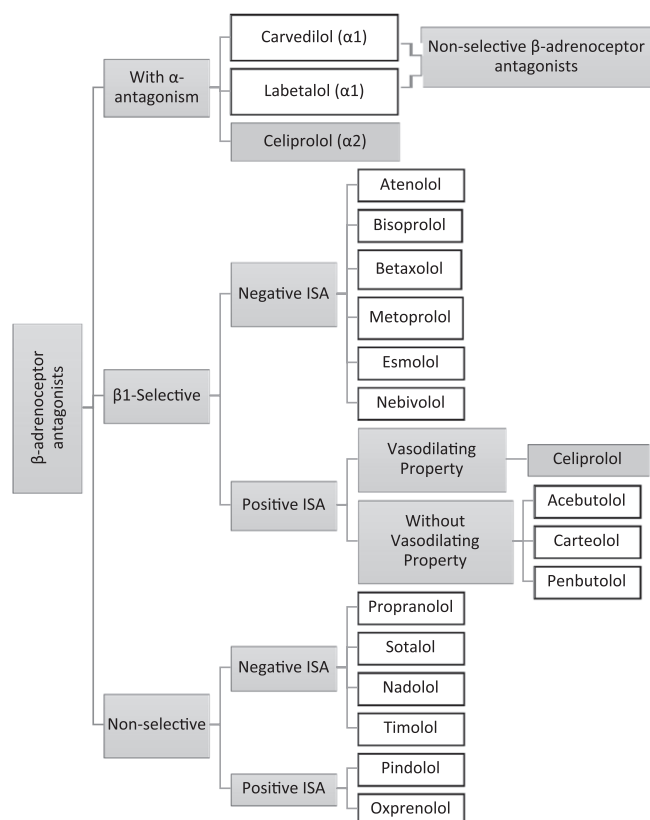 β-adrenoceptor
antagonists
With α-
antagonism
Carvedilol (α1)
Labetalol (α1)
Non-selective β-adrenoceptor
antagonists
Celiprolol (α2)
β1-Selective
Negative ISA
Atenolol
Bisoprolol
Betaxolol
Metoprolol
Esmolol
Nebivolol
Positive ISA
Vasodilating
Property
Celiprolol
Without
Vasodilating
Property
Acebutolol
Carteolol
Penbutolol
Non-selective
Negative ISA
Propranolol
Sotalol
Nadolol
Timolol
Positive ISA
Pindolol
Oxprenolol